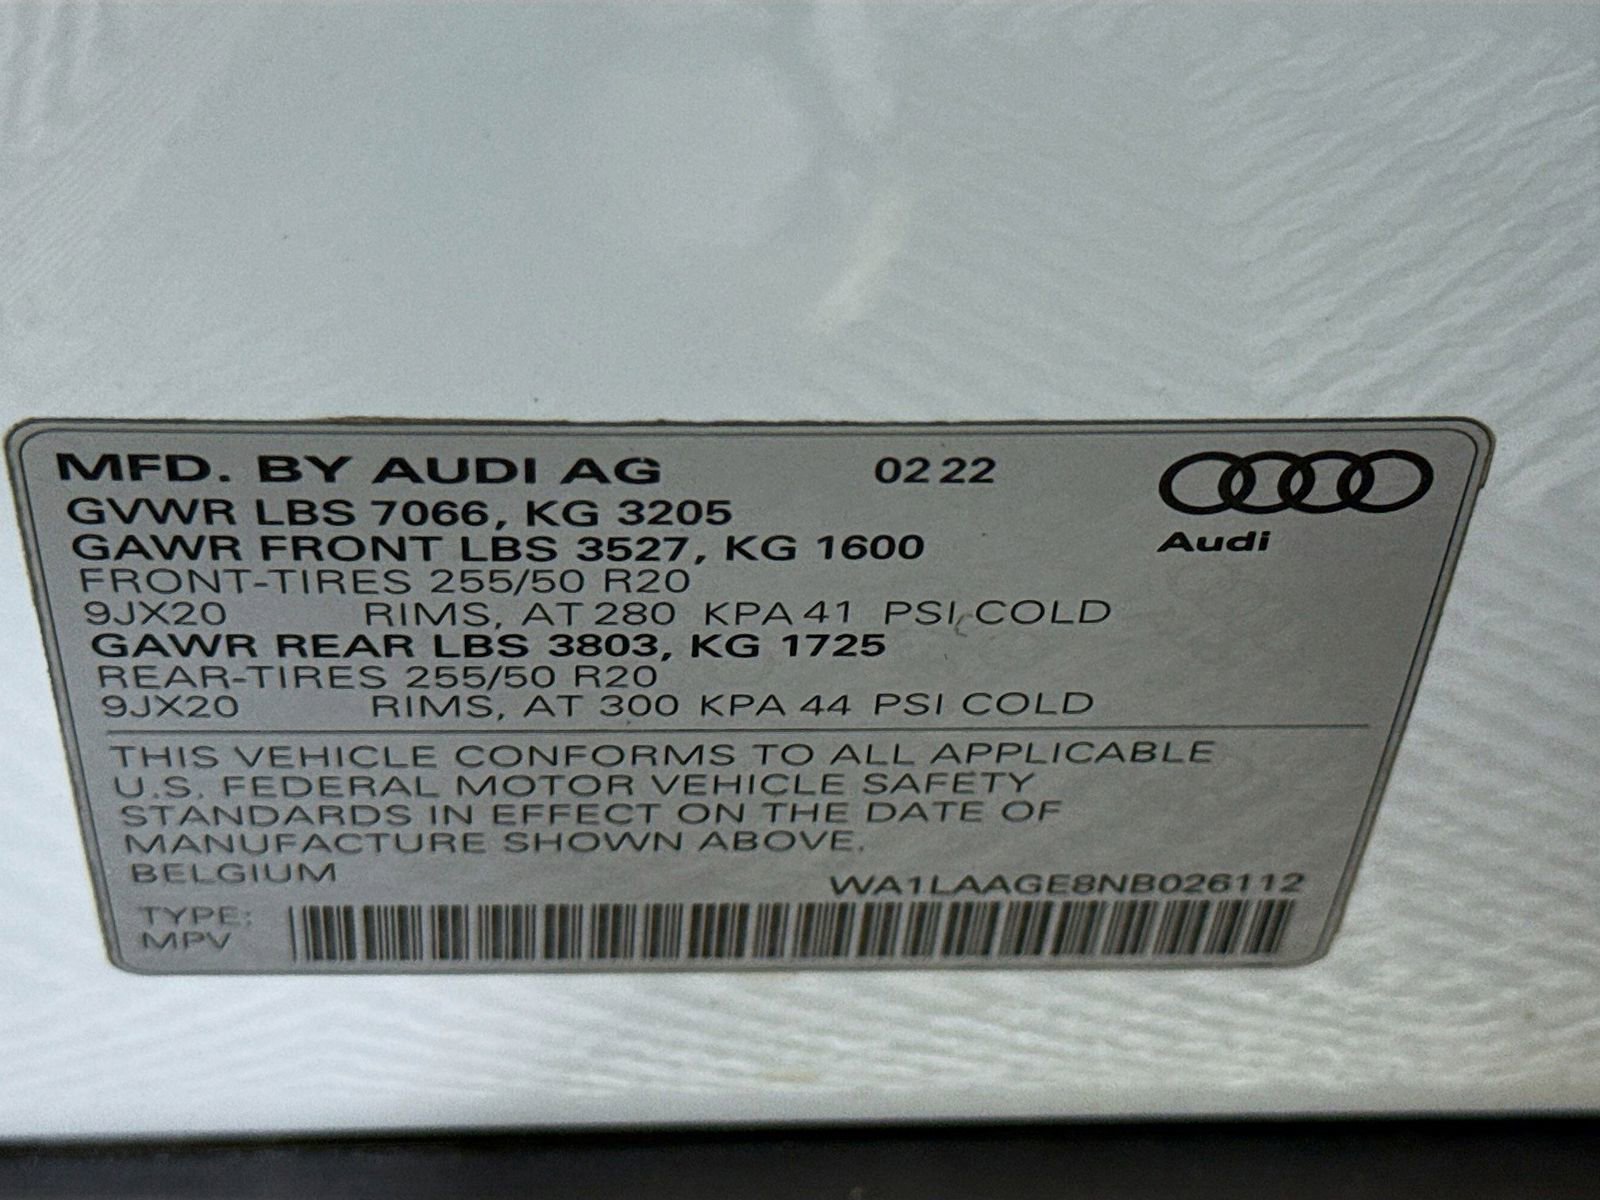 MFD. BY AUDI AG 02 22
GVWR LBS 7066, KG 3205
Audi
GAWR FRONT LBS 3527, KG 1600
FRONT-TIRES 255/50 R20
9JX20 RIMS, AT 280 KPA 41 PSI COLD
GAWR REAR LBS 3803, KG 1725
REAR-TIRES 255/50 R20
9JX20 RIMS, AT 300 KPA 44 PSI COLD
THIS VEHICLE CONFORMS TO ALL APPLICABLE
U.S. FEDERAL MOTOR VEHICLE SAFETY
STANDARDS IN EFFECT ON THE DATE OF
MANUFACTURE SHOWN ABOVE.
BELGIUM
WA1LAAGE8NB026112
TYPE:
MPV